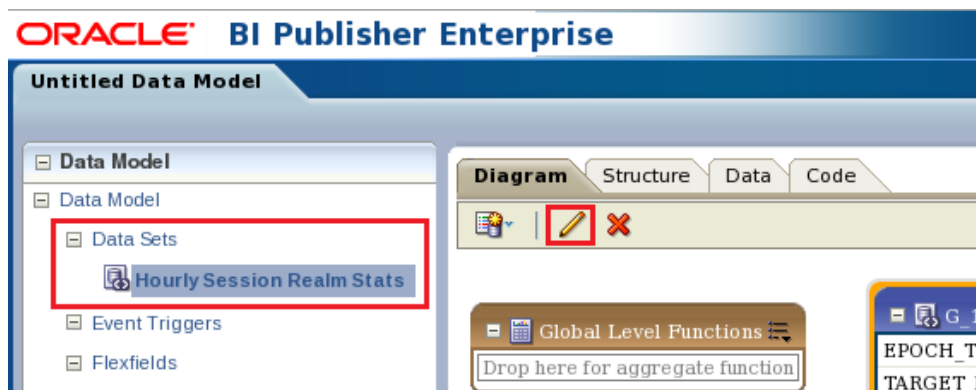 ORACLE BI Publisher Enterprise
Untitled Data Model
Data Model
Data Model
Data Sets
Hourly Session Realm Stats
Event Triggers
Flexfields
Diagram Structure Data Code
Global Level Functions
Drop here for aggregate function
G_1
EPOCH_T
TARGET